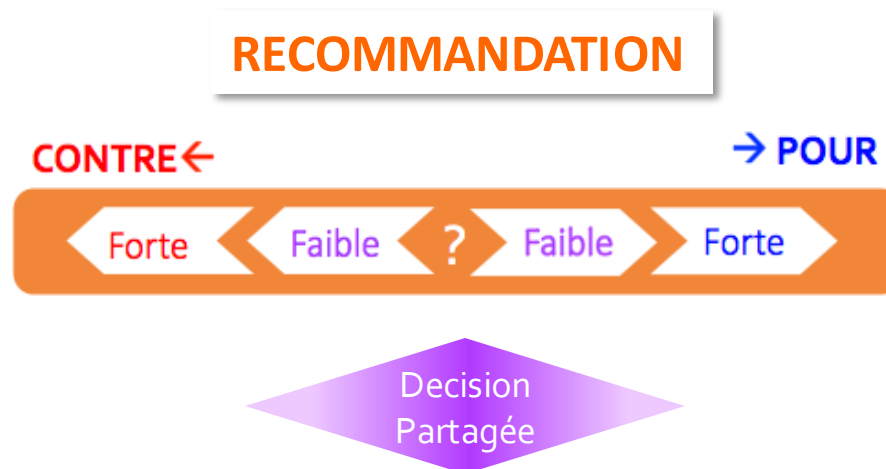 RECOMMANDATION
CONTRE← → POUR
Forte Faible ? Faible Forte
Decision
Partagée